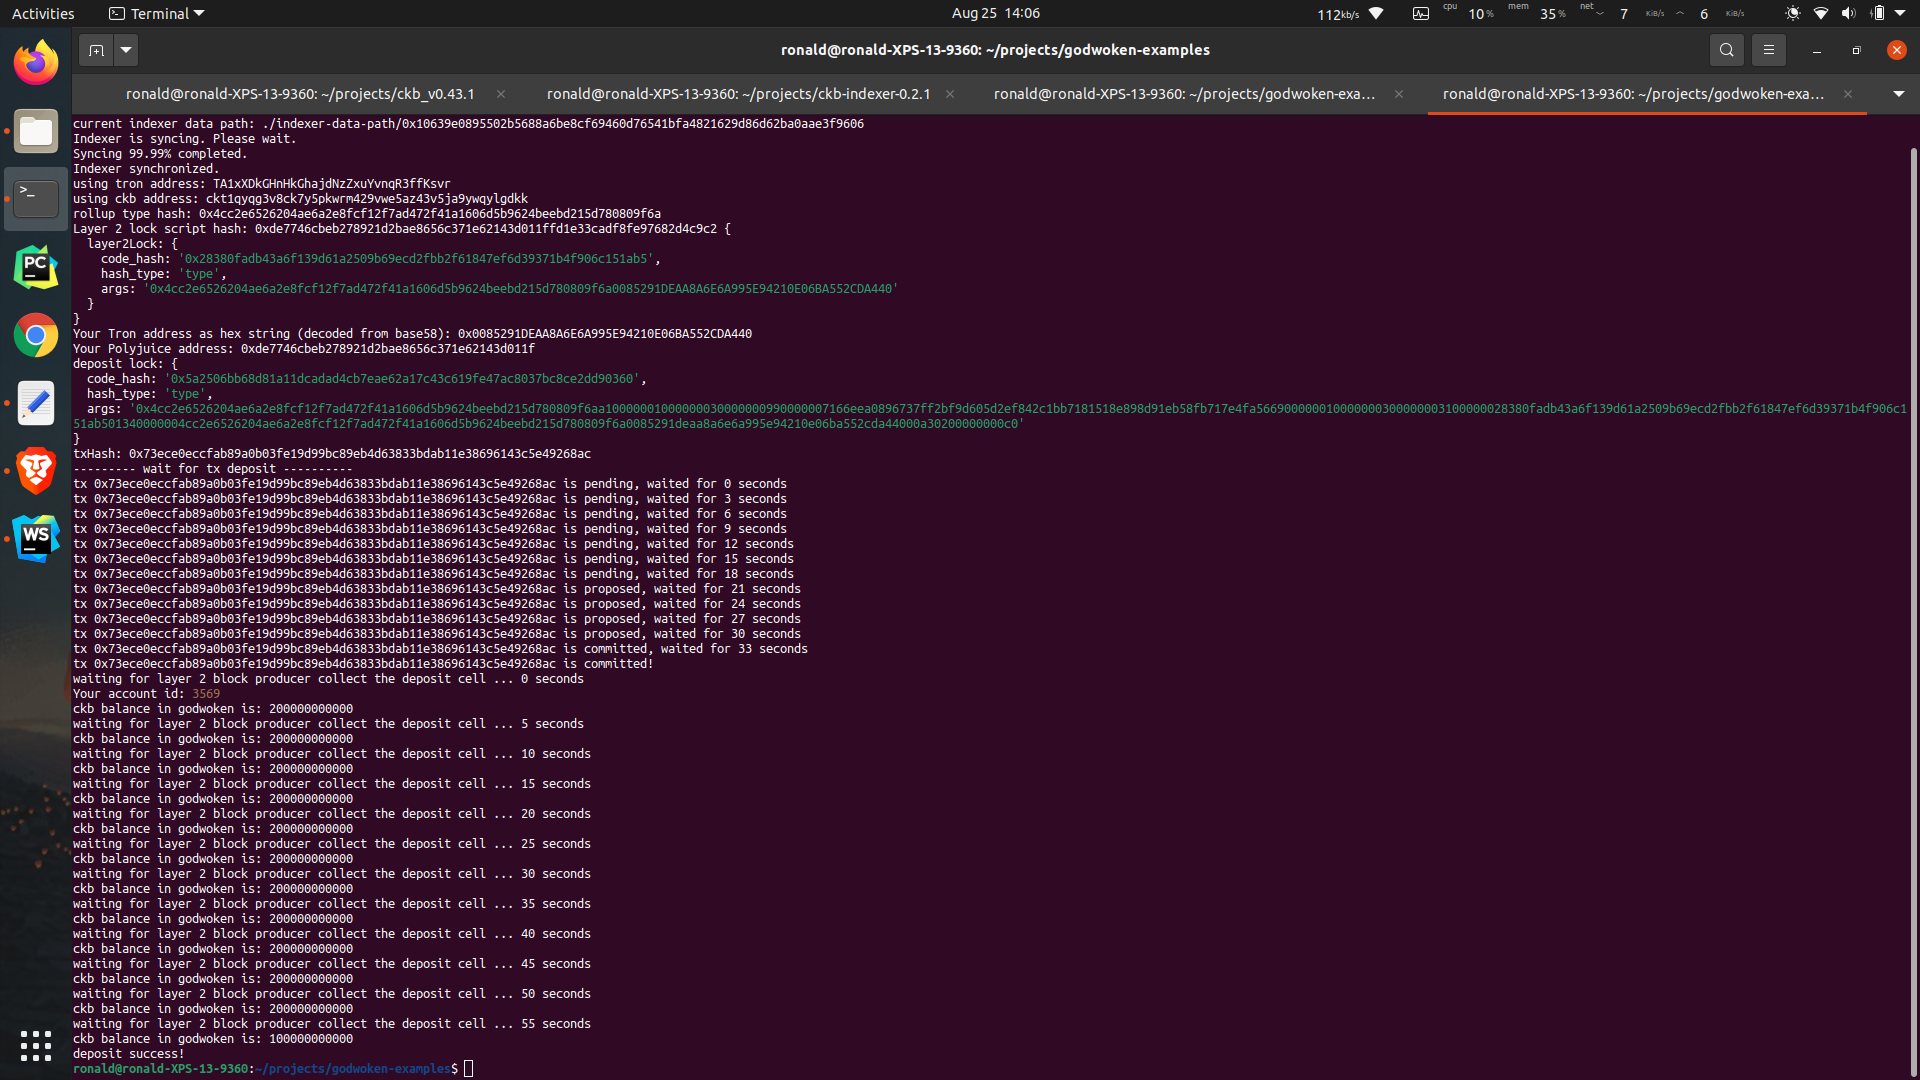 Activities
Terminal
Aug 25 14:06
112kb/s
cpu 10%
mem 35%
net 7 KiB/s 6 KiB/s
ronald@ronald-XPS-13-9360: ~/projects/godwoken-examples
ronald@ronald-XPS-13-9360: ~/projects/ckb_v0.43.1
ronald@ronald-XPS-13-9360: ~/projects/ckb-indexer-0.2.1
ronald@ronald-XPS-13-9360: ~/projects/godwoken-exa...
ronald@ronald-XPS-13-9360: ~/projects/godwoken-exa...
current indexer data path: ./indexer-data-path/0x10639e0895502b5688a6be8cf69460d76541bfa4821629d86d62ba0aae3f9606
Indexer is syncing. Please wait.
Syncing 99.99% completed.
Indexer synchronized.
using tron address: TA1xXDkGHnHkGhajdNzZxuYvnqR3ffKsvr
using ckb address: ckt1qyqg3v8ck7y5pkwrm429vwe5az43v5ja9ywqylgdkk
rollup type hash: 0x4cc2e6526204ae6a2e8fcf12f7ad472f41a1606d5b9624beebd215d780809f6a
Layer 2 lock script hash: 0xde7746cbeb278921d2bae8656c371e62143d011ffd1e33cadf8fe97682d4c9c2 {
  layer2Lock: {
    code_hash: '0x28380fadb43a6f139d61a2509b69ecd2fbb2f61847ef6d39371b4f906c151ab5',
    hash_type: 'type',
    args: '0x4cc2e6526204ae6a2e8fcf12f7ad472f41a1606d5b9624beebd215d780809f6a0085291DEAA8A6E6A995E94210E06BA552CDA440'
  }
}
Your Tron address as hex string (decoded from base58): 0x0085291DEAA8A6E6A995E94210E06BA552CDA440
Your Polyjuice address: 0xde7746cbeb278921d2bae8656c371e62143d011f
deposit lock: {
  code_hash: '0x5a2506bb68d81a11dcadad4cb7eae62a17c43c619fe47ac8037bc8ce2dd90360',
  hash_type: 'type',
  args: '0x4cc2e6526204ae6a2e8fcf12f7ad472f41a1606d5b9624beebd215d780809f6aa10000001000000030000000990000007166eea0896737ff2bf9d605d2ef842c1bb7181518e898d91eb58fb717e4fa566900000010000000300000003100000028380fadb43a6f139d61a2509b69ecd2fbb2f61847ef6d39371b4f906c1
51ab501340000004cc2e6526204ae6a2e8fcf12f7ad472f41a1606d5b9624beebd215d780809f6a0085291deaa8a6e6a995e94210e06ba552cda44000a30200000000c0'
}
txHash: 0x73ece0eccfab89a0b03fe19d99bc89eb4d63833bdab11e38696143c5e49268ac
--------- wait for tx deposit ----------
tx 0x73ece0eccfab89a0b03fe19d99bc89eb4d63833bdab11e38696143c5e49268ac is pending, waited for 0 seconds
tx 0x73ece0eccfab89a0b03fe19d99bc89eb4d63833bdab11e38696143c5e49268ac is pending, waited for 3 seconds
tx 0x73ece0eccfab89a0b03fe19d99bc89eb4d63833bdab11e38696143c5e49268ac is pending, waited for 6 seconds
tx 0x73ece0eccfab89a0b03fe19d99bc89eb4d63833bdab11e38696143c5e49268ac is pending, waited for 9 seconds
tx 0x73ece0eccfab89a0b03fe19d99bc89eb4d63833bdab11e38696143c5e49268ac is pending, waited for 12 seconds
tx 0x73ece0eccfab89a0b03fe19d99bc89eb4d63833bdab11e38696143c5e49268ac is pending, waited for 15 seconds
tx 0x73ece0eccfab89a0b03fe19d99bc89eb4d63833bdab11e38696143c5e49268ac is pending, waited for 18 seconds
tx 0x73ece0eccfab89a0b03fe19d99bc89eb4d63833bdab11e38696143c5e49268ac is proposed, waited for 21 seconds
tx 0x73ece0eccfab89a0b03fe19d99bc89eb4d63833bdab11e38696143c5e49268ac is proposed, waited for 24 seconds
tx 0x73ece0eccfab89a0b03fe19d99bc89eb4d63833bdab11e38696143c5e49268ac is proposed, waited for 27 seconds
tx 0x73ece0eccfab89a0b03fe19d99bc89eb4d63833bdab11e38696143c5e49268ac is proposed, waited for 30 seconds
tx 0x73ece0eccfab89a0b03fe19d99bc89eb4d63833bdab11e38696143c5e49268ac is committed, waited for 33 seconds
tx 0x73ece0eccfab89a0b03fe19d99bc89eb4d63833bdab11e38696143c5e49268ac is committed!
waiting for layer 2 block producer collect the deposit cell ... 0 seconds
Your account id: 3569
ckb balance in godwoken is: 200000000000
waiting for layer 2 block producer collect the deposit cell ... 5 seconds
ckb balance in godwoken is: 200000000000
waiting for layer 2 block producer collect the deposit cell ... 10 seconds
ckb balance in godwoken is: 200000000000
waiting for layer 2 block producer collect the deposit cell ... 15 seconds
ckb balance in godwoken is: 200000000000
waiting for layer 2 block producer collect the deposit cell ... 20 seconds
ckb balance in godwoken is: 200000000000
waiting for layer 2 block producer collect the deposit cell ... 25 seconds
ckb balance in godwoken is: 200000000000
waiting for layer 2 block producer collect the deposit cell ... 30 seconds
ckb balance in godwoken is: 200000000000
waiting for layer 2 block producer collect the deposit cell ... 35 seconds
ckb balance in godwoken is: 200000000000
waiting for layer 2 block producer collect the deposit cell ... 40 seconds
ckb balance in godwoken is: 200000000000
waiting for layer 2 block producer collect the deposit cell ... 45 seconds
ckb balance in godwoken is: 200000000000
waiting for layer 2 block producer collect the deposit cell ... 50 seconds
ckb balance in godwoken is: 200000000000
waiting for layer 2 block producer collect the deposit cell ... 55 seconds
ckb balance in godwoken is: 100000000000
deposit success!
ronald@ronald-XPS-13-9360:~/projects/godwoken-examples$
PC
WS